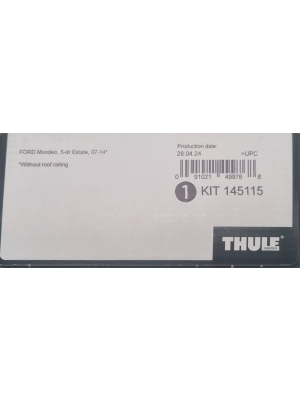 FORD Mondeo, 5-dr Estate, 07-14*
*Without roof railing
Production date:
28.04.24 >UPC
0 91021 49976 8
1 KIT 145115
THULE